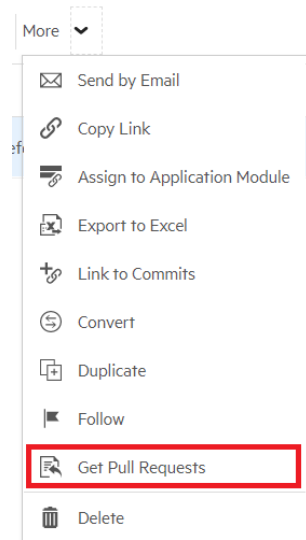 More
Send by Email
Copy Link
Assign to Application Module
Export to Excel
Link to Commits
Convert
Duplicate
Follow
Get Pull Requests
Delete